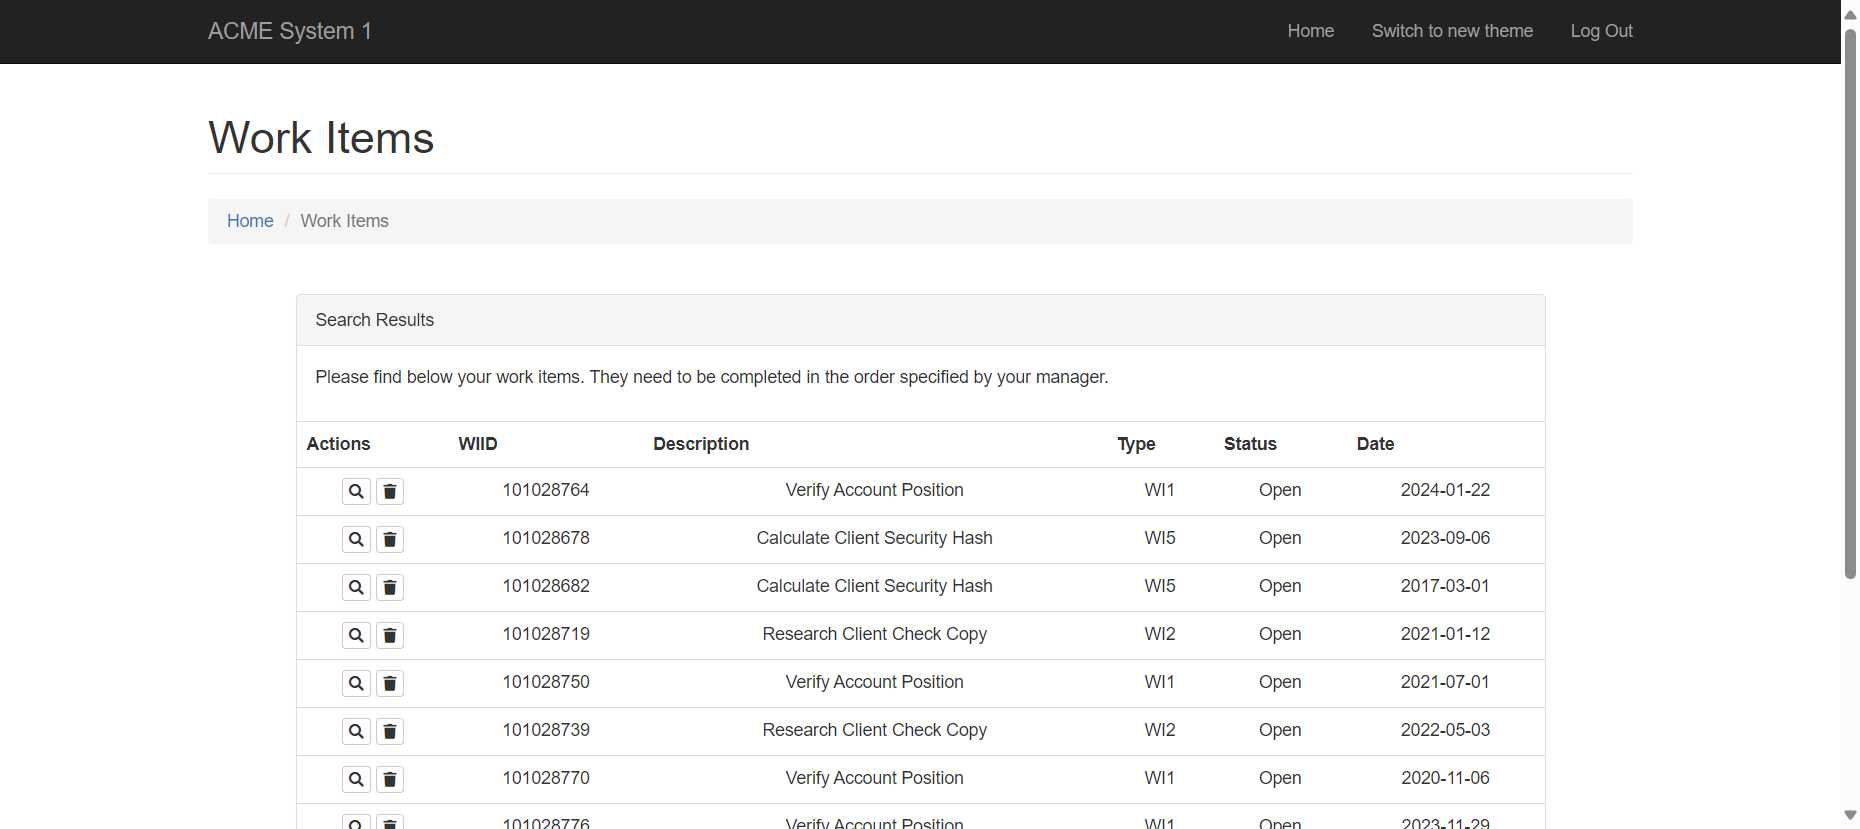 ACME System 1 Home Switch to new theme Log Out
Work Items
Home / Work Items
Search Results
Please find below your work items. They need to be completed in the order specified by your manager.
Actions WIID Description Type Status Date
101028764 Verify Account Position WI1 Open 2024-01-22
101028678 Calculate Client Security Hash WI5 Open 2023-09-06
101028682 Calculate Client Security Hash WI5 Open 2017-03-01
101028719 Research Client Check Copy WI2 Open 2021-01-12
101028750 Verify Account Position WI1 Open 2021-07-01
101028739 Research Client Check Copy WI2 Open 2022-05-03
101028770 Verify Account Position WI1 Open 2020-11-06
101028776 Verify Account Position WI1 Open 2023-11-29